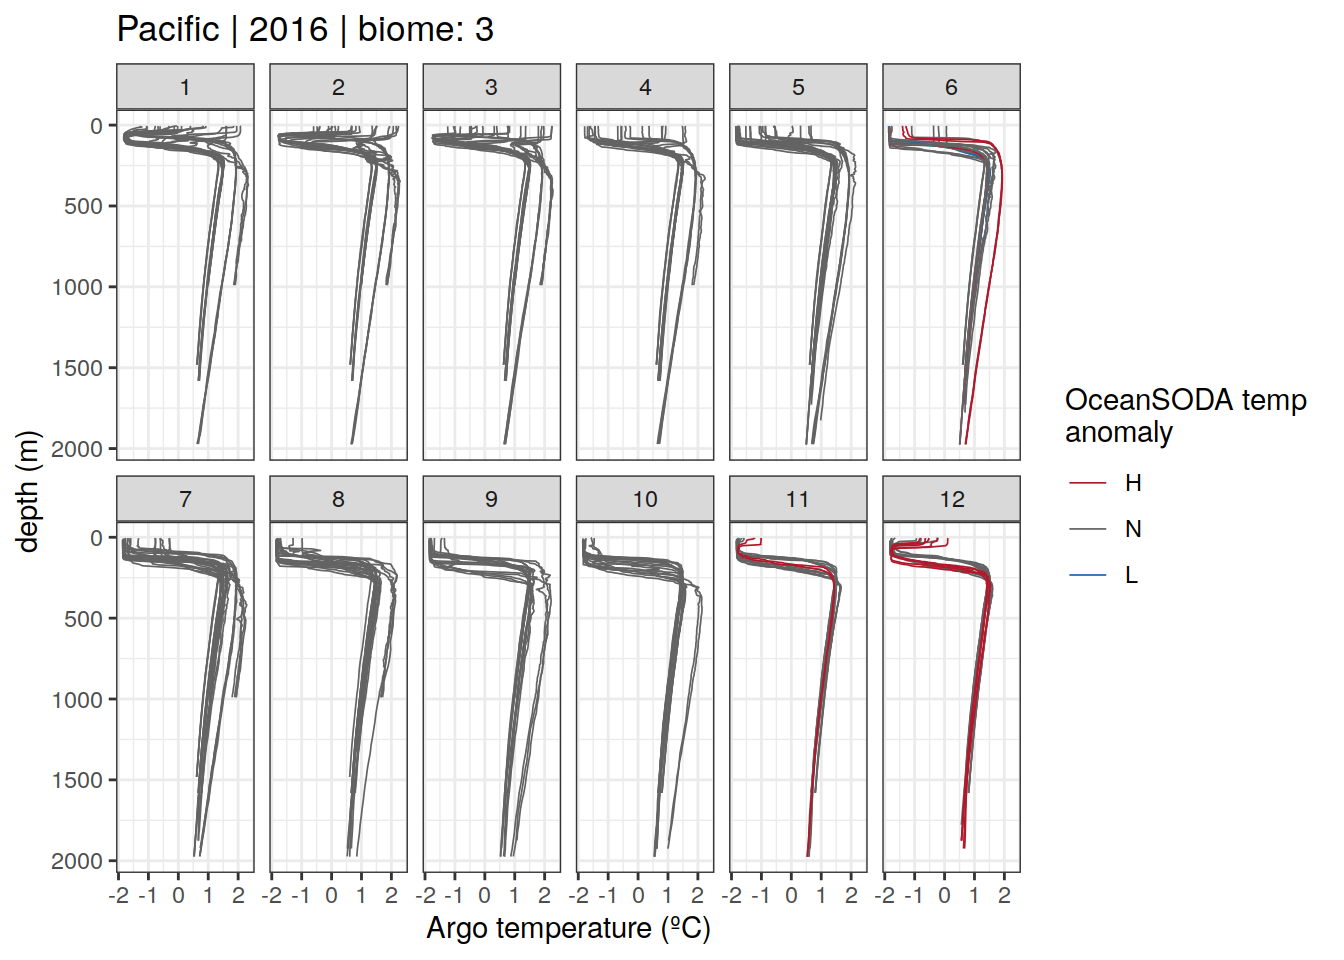 Pacific | 2016 | biome: 3
1 2 3 4 5 6
0
500
1000
1500
2000
7 8 9 10 11 12
0
500
1000
1500
2000
-2 -1 0 1 2 -2 -1 0 1 2 -2 -1 0 1 2 -2 -1 0 1 2 -2 -1 0 1 2 -2 -1 0 1 2
Argo temperature (ºC)
depth (m)
OceanSODA temp
anomaly
H
N
L